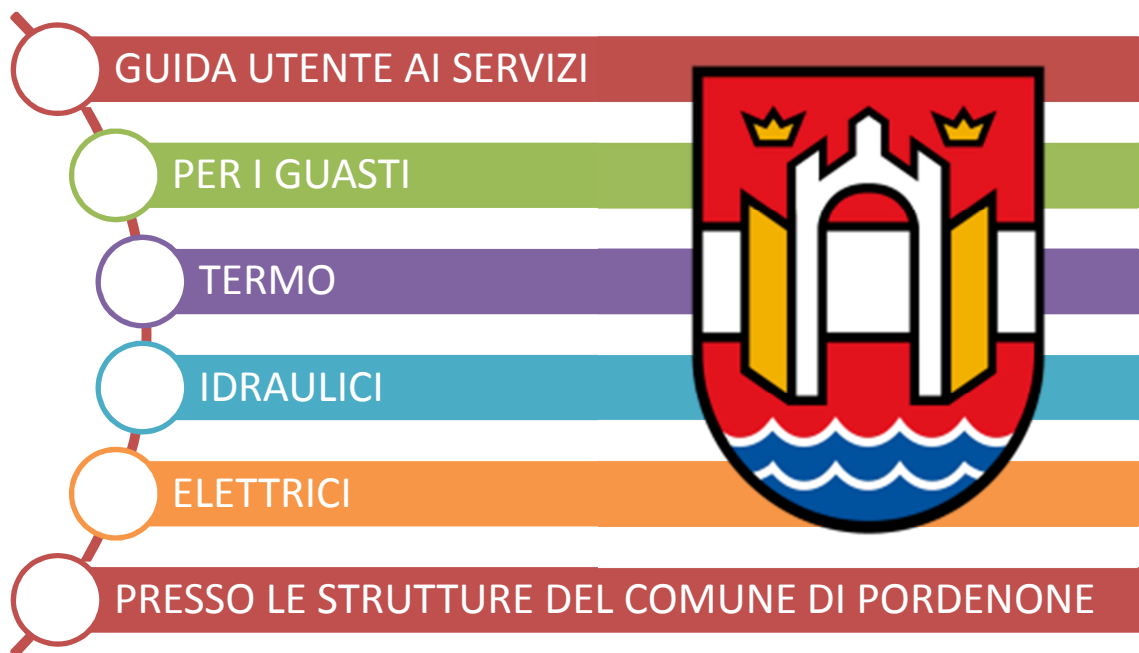 GUIDA UTENTE AI SERVIZI
PER I GUASTI
TERMO
IDRAULICI
ELETTRICI
PRESSO LE STRUTTURE DEL COMUNE DI PORDENONE